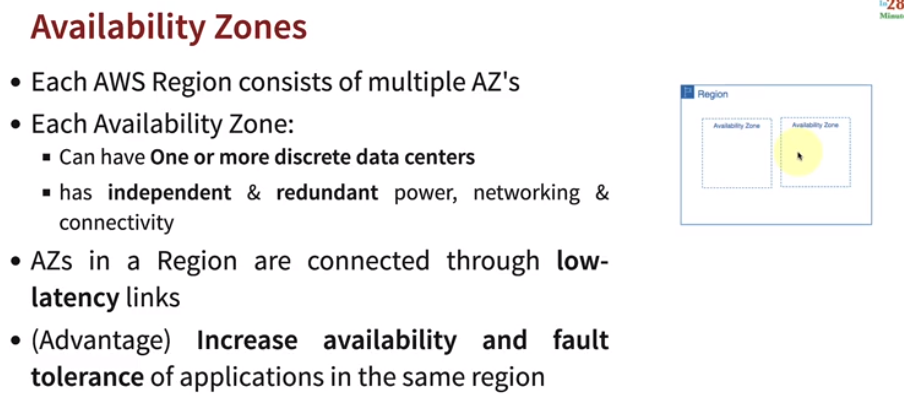 Availability Zones
In28
Minutes
• Each AWS Region consists of multiple AZ's
• Each Availability Zone:
▪ Can have One or more discrete data centers
▪ has independent & redundant power, networking &
connectivity
• AZs in a Region are connected through low-
latency links
• (Advantage) Increase availability and fault
tolerance of applications in the same region
Region
Availability Zone
Availability Zone